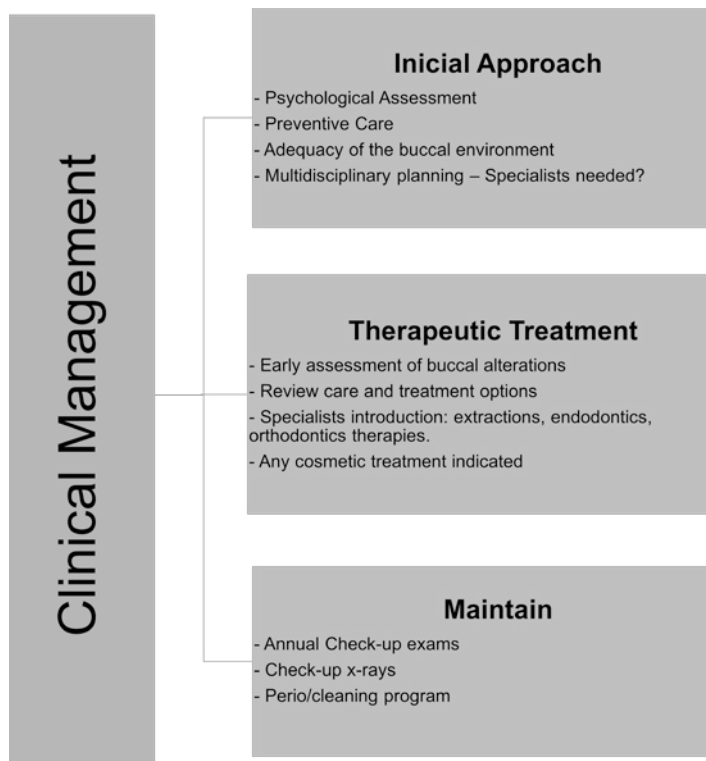 Clinical Management
Inicial Approach
- Psychological Assessment
- Preventive Care
- Adequacy of the buccal environment
- Multidisciplinary planning – Specialists needed?
Therapeutic Treatment
- Early assessment of buccal alterations
- Review care and treatment options
- Specialists introduction: extractions, endodontics,
orthodontics therapies.
- Any cosmetic treatment indicated
Maintain
- Annual Check-up exams
- Check-up x-rays
- Perio/cleaning program